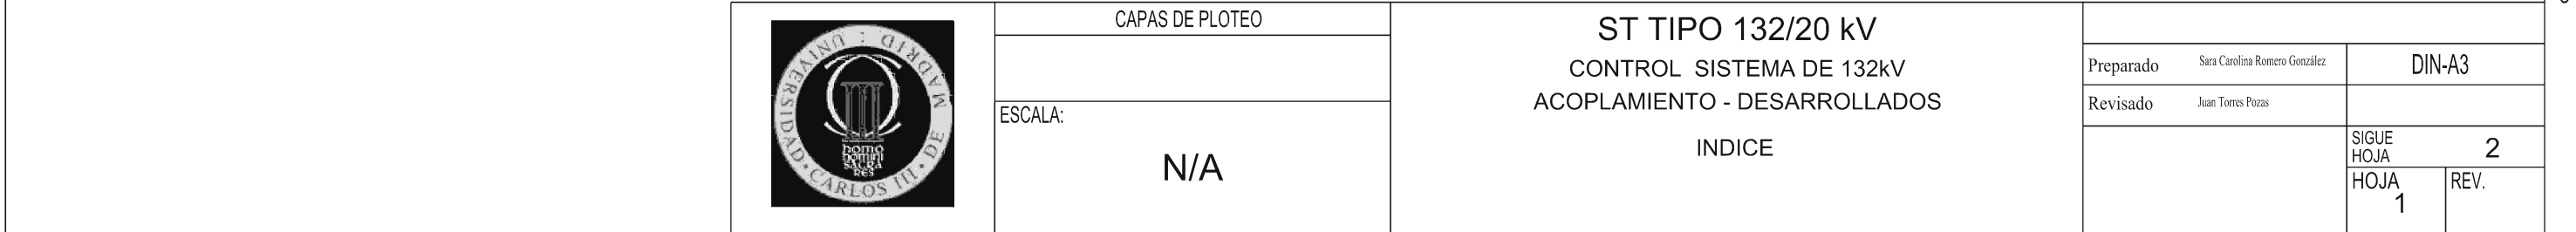 UNIVERSIDAD · CARLOS III · DE MADRID :
homo
homini
sacra
res
CAPAS DE PLOTEO
ESCALA:
N/A
ST TIPO 132/20 kV
CONTROL SISTEMA DE 132kV
ACOPLAMIENTO - DESARROLLADOS
INDICE
Preparado Sara Carolina Romero González
Revisado Juan Torres Pozas
DIN-A3
SIGUE
HOJA 2
HOJA
1
REV.